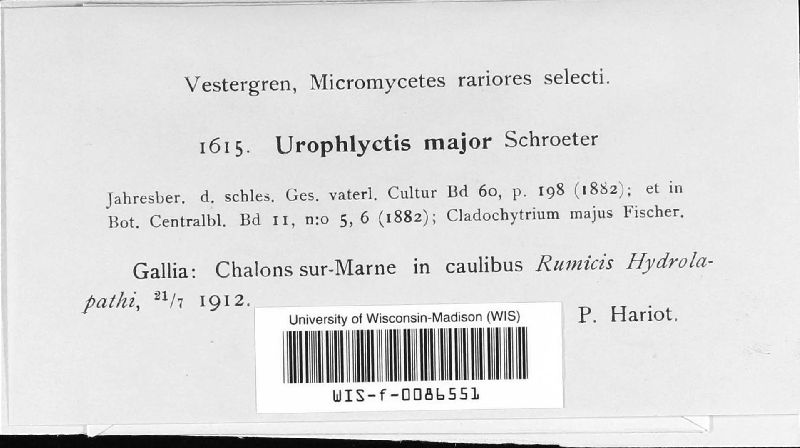 Vestergren, Micromycetes rariores selecti.
1615. Urophlyctis major Schroeter
Jahresber. d. schles. Ges. vaterl. Cultur Bd 60, p. 198 (1882); et in
Bot. Centralbl. Bd 11, n:o 5, 6 (1882); Cladochytrium majus Fischer.
Gallia: Chalons sur-Marne in caulibus Rumicis Hydrola-
pathi, 21/7 1912.
P. Hariot.
University of Wisconsin-Madison (WIS)
WIS-f-0086551